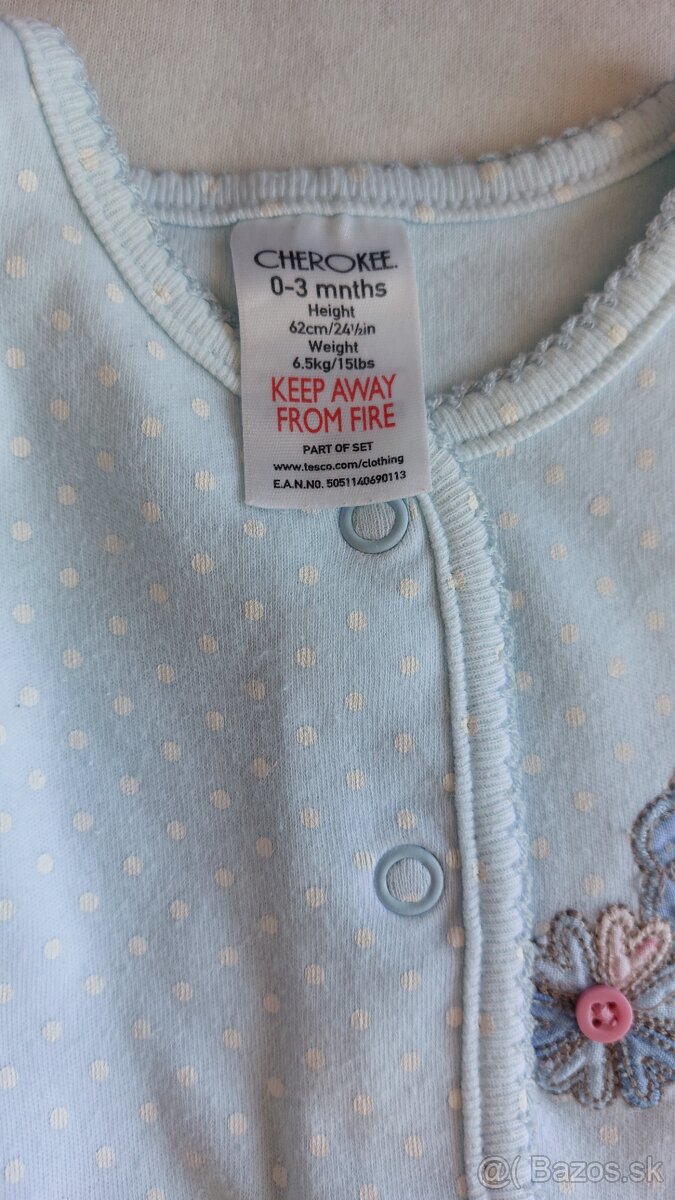 CHEROKEE.
0-3 mnths
Height
62cm/24½in
Weight
6.5kg/15lbs
KEEP AWAY
FROM FIRE
PART OF SET
www.tesco.com/clothing
E.A.N.N0. 5051140690113
@( Bazos.sk